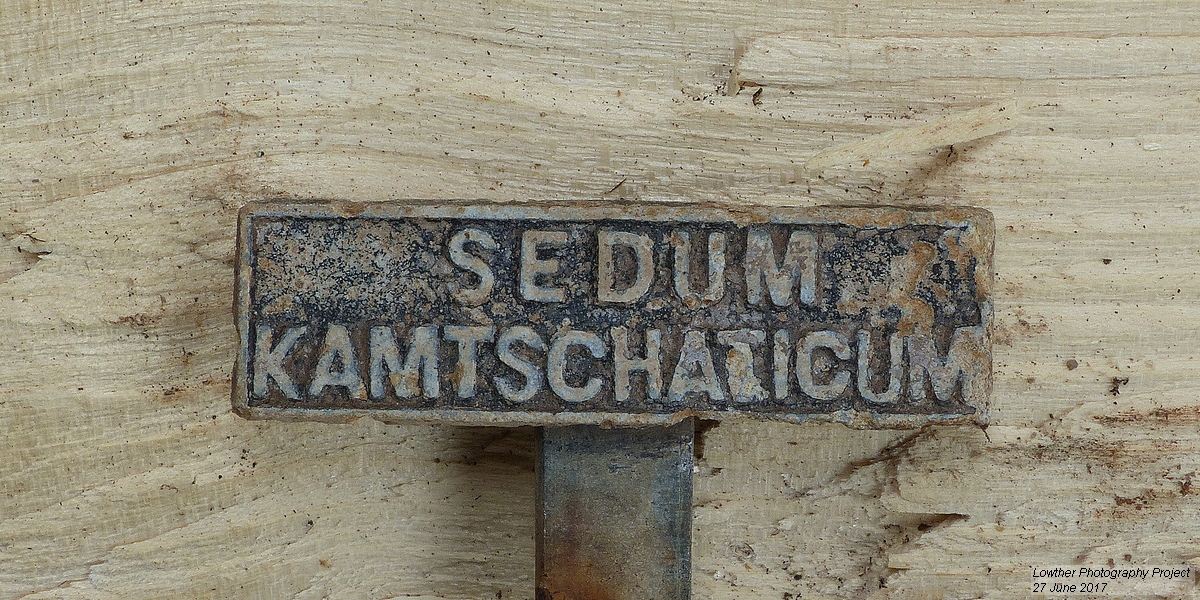 SEDUM
KAMTSCHATICUM
Lowther Photography Project
27 June 2017